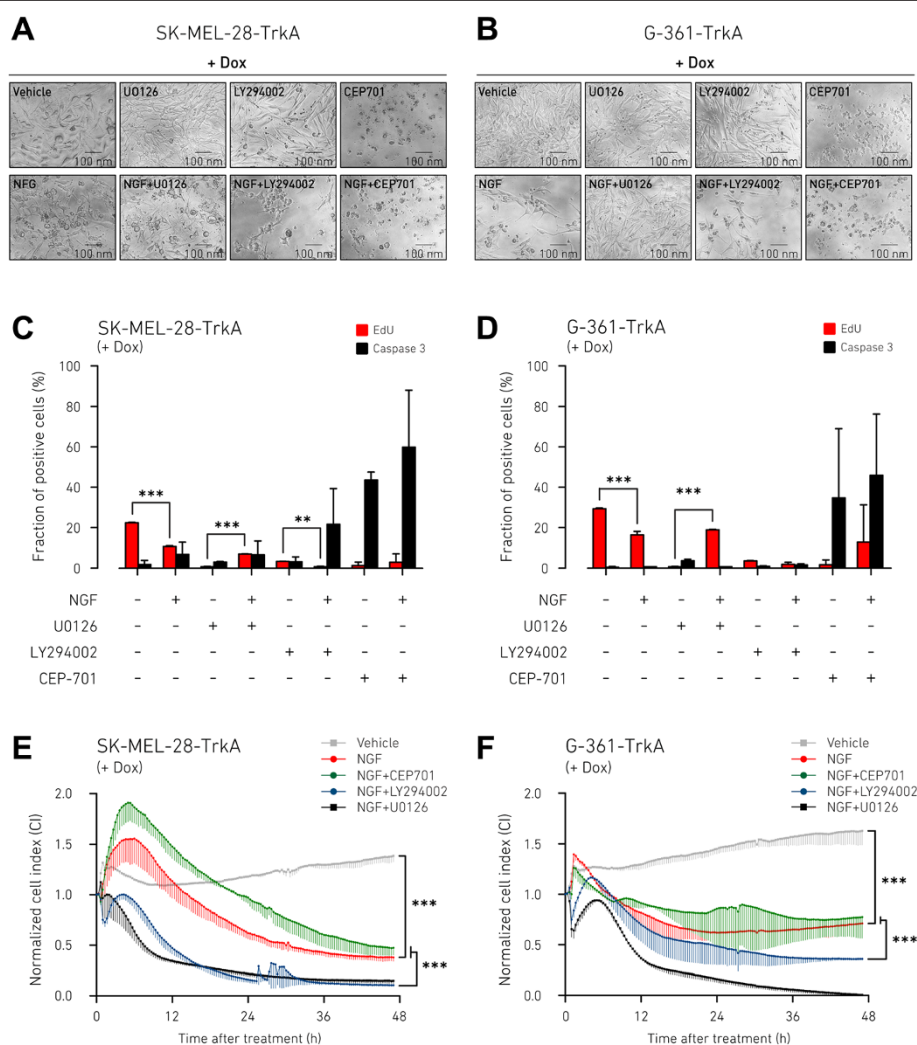 A SK-MEL-28-TrkA
+ Dox
Vehicle UO126 LY294002 CEP701
100 nm 100 nm 100 nm 100 nm
NFG NGF+U0126 NGF+LY294002 NGF+CEP701
100 nm 100 nm 100 nm 100 nm
B G-361-TrkA
+ Dox
Vehicle UO126 LY294002 CEP701
100 nm 100 nm 100 nm 100 nm
NGF NGF+U0126 NGF+LY294002 NGF+CEP701
100 nm 100 nm 100 nm 100 nm
C SK-MEL-28-TrkA
(+ Dox)
EdU
Caspase 3
Fraction of positive cells (%)
100
80
60
40
20
0
*** *** **
NGF - + - + - + - +
U0126 - - + + - - - -
LY294002 - - - - + + - -
CEP-701 - - - - - - + +
D G-361-TrkA
(+ Dox)
EdU
Caspase 3
Fraction of positive cells (%)
100
80
60
40
20
0
*** ***
NGF - + - + - + - +
U0126 - - + + - - - -
LY294002 - - - - + + - -
CEP-701 - - - - - - + +
E SK-MEL-28-TrkA
(+ Dox)
Vehicle
NGF
NGF+CEP701
NGF+LY294002
NGF+U0126
Normalized cell index (CI)
2.0
1.5
1.0
0.5
0.0
***
***
0 12 24 36 48
Time after treatment (h)
F G-361-TrkA
(+ Dox)
Vehicle
NGF
NGF+CEP701
NGF+LY294002
NGF+U0126
Normalized cell index (CI)
2.0
1.5
1.0
0.5
0.0
***
***
0 12 24 36 48
Time after treatment (h)